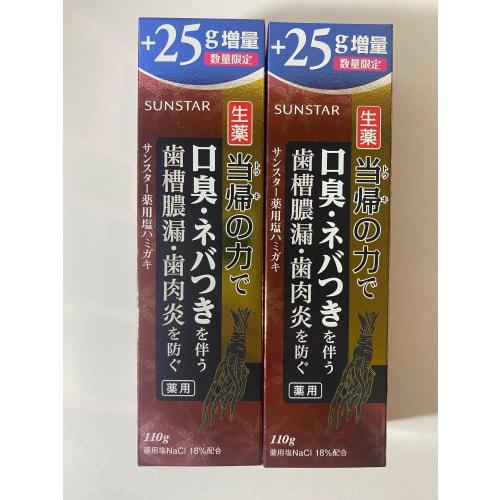 +25g増量
数量限定
SUNSTAR
生薬
当帰の力で
トウキ
口臭・ネバつきを伴う
歯槽膿漏・歯肉炎を防ぐ
サンスター薬用塩ハミガキ
薬用
110g
薬用塩NaCl 18%配合
+25g増量
数量限定
SUNSTAR
生薬
当帰の力で
トウキ
口臭・ネバつきを伴う
歯槽膿漏・歯肉炎を防ぐ
サンスター薬用塩ハミガキ
薬用
110g
薬用塩NaCl 18%配合